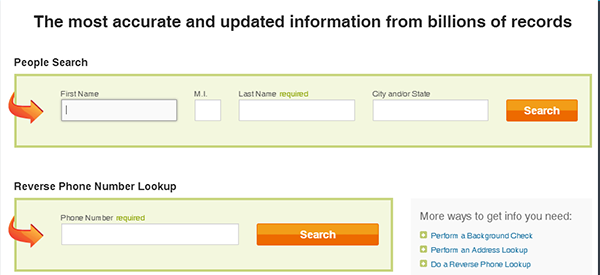 The most accurate and updated information from billions of records
People Search
First Name M.I. Last Name required City and/or State
Search
Reverse Phone Number Lookup
Phone Number required
Search
More ways to get info you need:
Perform a Background Check
Perform an Address Lookup
Do a Reverse Phone Lookup